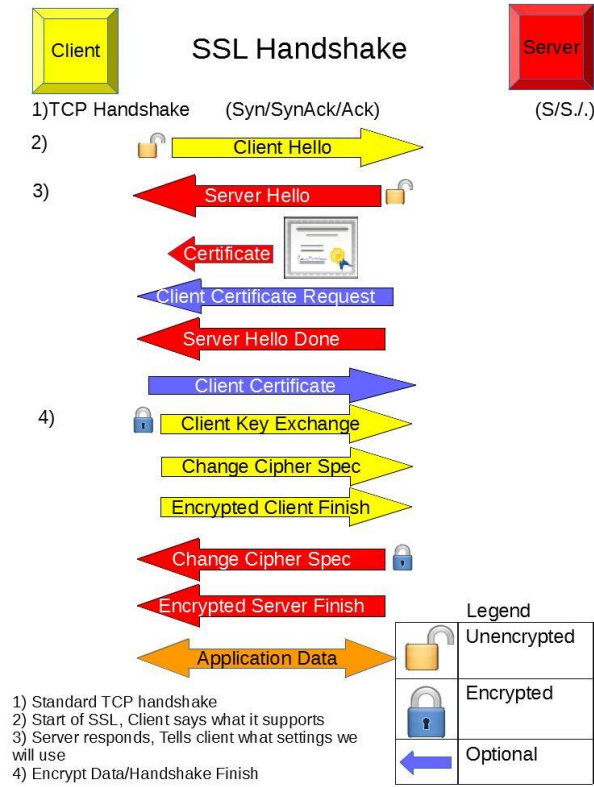 Client
SSL Handshake
Server
1)TCP Handshake (Syn/SynAck/Ack) (S/S./.)
2)
Client Hello
3)
Server Hello
Certificate
Client Certificate Request
Server Hello Done
Client Certificate
4)
Client Key Exchange
Change Cipher Spec
Encrypted Client Finish
Change Cipher Spec
Encrypted Server Finish
Application Data
Legend
Unencrypted
Encrypted
Optional
1) Standard TCP handshake
2) Start of SSL, Client says what it supports
3) Server responds, Tells client what settings we
will use
4) Encrypt Data/Handshake Finish